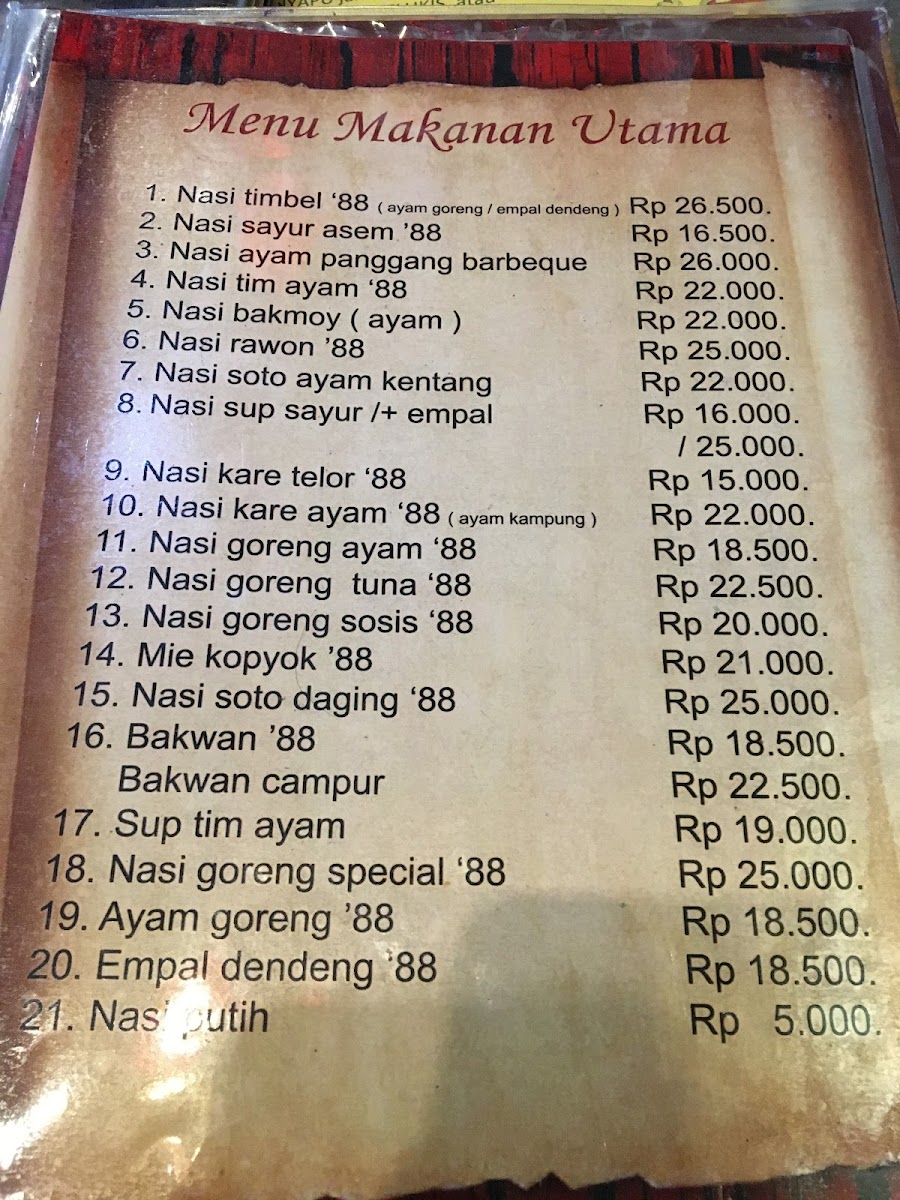 Menu Makanan Utama
1. Nasi timbel ‘88 ( ayam goreng / empal dendeng ) Rp 26.500.
2. Nasi sayur asem ’88 Rp 16.500.
3. Nasi ayam panggang barbeque Rp 26.000.
4. Nasi tim ayam ‘88 Rp 22.000.
5. Nasi bakmoy ( ayam ) Rp 22.000.
6. Nasi rawon ’88 Rp 25.000.
7. Nasi soto ayam kentang Rp 22.000.
8. Nasi sup sayur /+ empal Rp 16.000.
/ 25.000.
9. Nasi kare telor ‘88 Rp 15.000.
10. Nasi kare ayam ‘88 ( ayam kampung ) Rp 22.000.
11. Nasi goreng ayam ‘88 Rp 18.500.
12. Nasi goreng tuna ‘88 Rp 22.500.
13. Nasi goreng sosis ‘88 Rp 20.000.
14. Mie kopyok ’88 Rp 21.000.
15. Nasi soto daging ‘88 Rp 25.000.
16. Bakwan ’88 Rp 18.500.
Bakwan campur Rp 22.500.
17. Sup tim ayam Rp 19.000.
18. Nasi goreng special ‘88 Rp 25.000.
19. Ayam goreng ’88 Rp 18.500.
20. Empal dendeng ‘88 Rp 18.500.
21. Nasi putih Rp 5.000.